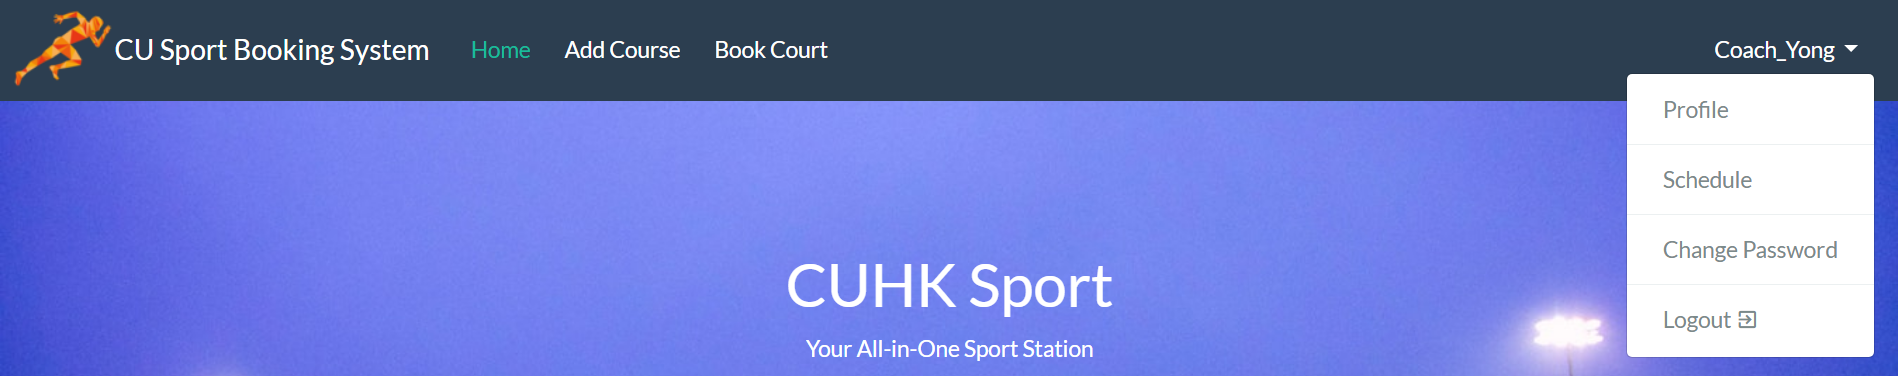 CU Sport Booking System Home Add Course Book Court Coach_Yong
Profile
Schedule
Change Password
Logout
CUHK Sport
Your All-in-One Sport Station